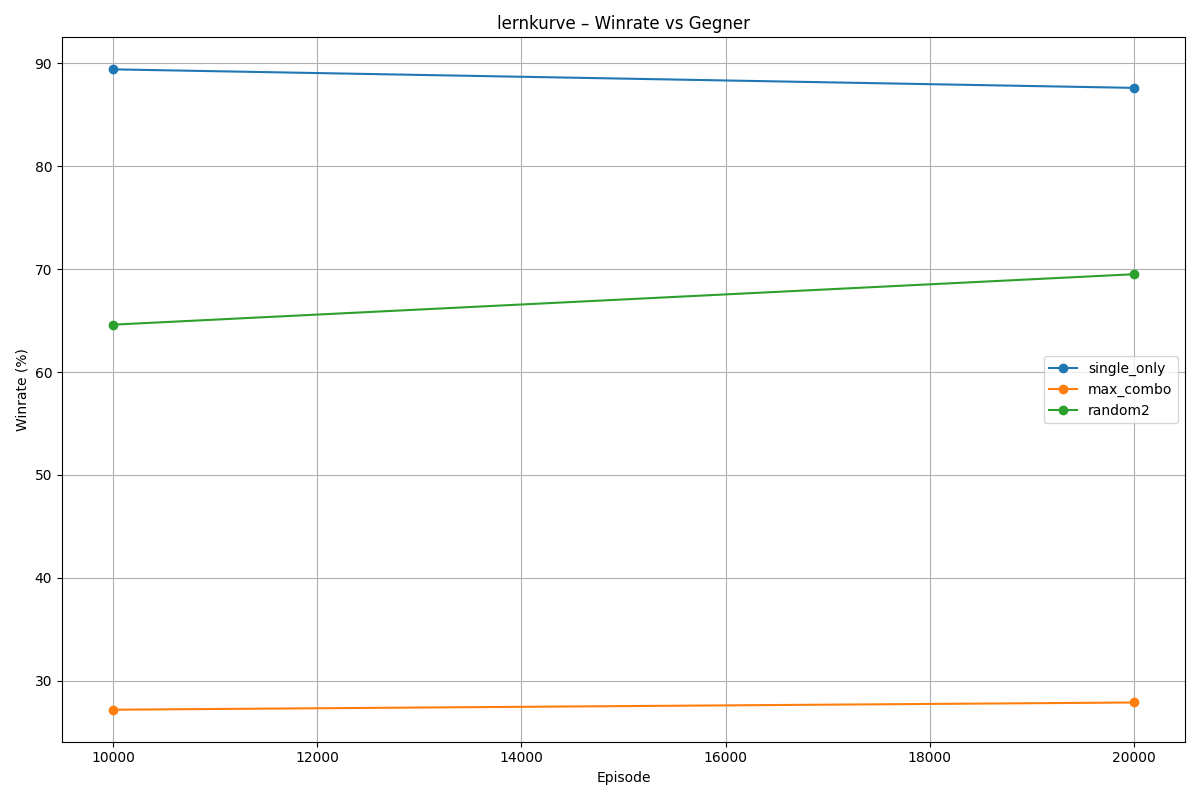 lernkurve – Winrate vs Gegner
Winrate (%)
90
80
70
60
50
40
30
single_only
max_combo
random2
10000 12000 14000 16000 18000 20000
Episode